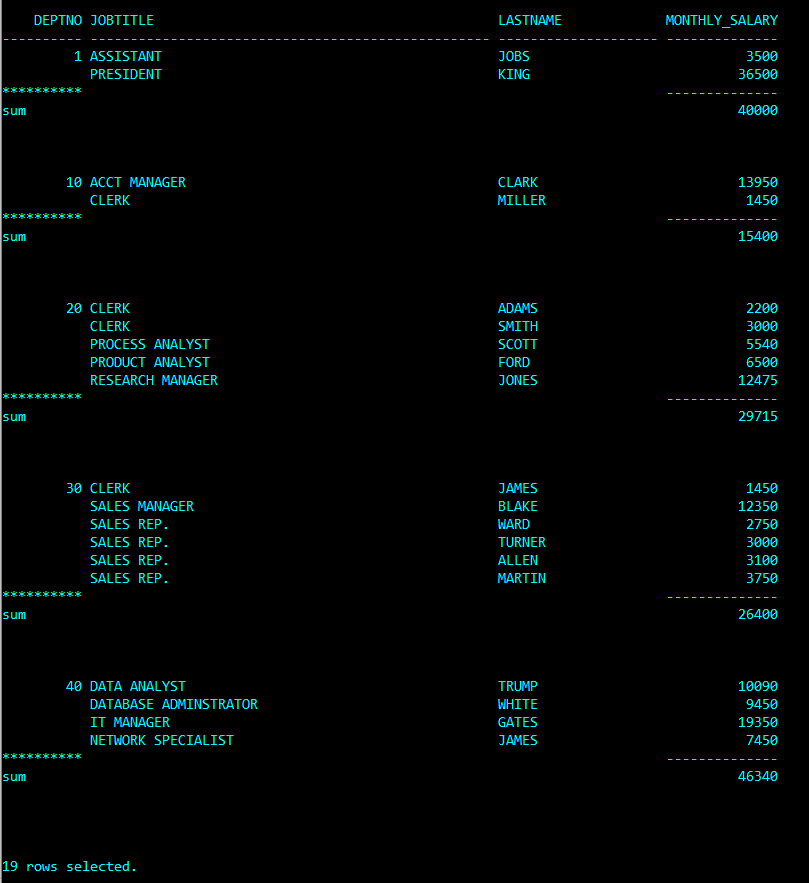 DEPTNO JOBTITLE LASTNAME MONTHLY_SALARY
---------- -------------------------------------------------- -------------------- --------------
1 ASSISTANT JOBS 3500
PRESIDENT KING 36500
********** --------------
sum 40000
10 ACCT MANAGER CLARK 13950
CLERK MILLER 1450
********** --------------
sum 15400
20 CLERK ADAMS 2200
CLERK SMITH 3000
PROCESS ANALYST SCOTT 5540
PRODUCT ANALYST FORD 6500
RESEARCH MANAGER JONES 12475
********** --------------
sum 29715
30 CLERK JAMES 1450
SALES MANAGER BLAKE 12350
SALES REP. WARD 2750
SALES REP. TURNER 3000
SALES REP. ALLEN 3100
SALES REP. MARTIN 3750
********** --------------
sum 26400
40 DATA ANALYST TRUMP 10090
DATABASE ADMINSTRATOR WHITE 9450
IT MANAGER GATES 19350
NETWORK SPECIALIST JAMES 7450
********** --------------
sum 46340
19 rows selected.